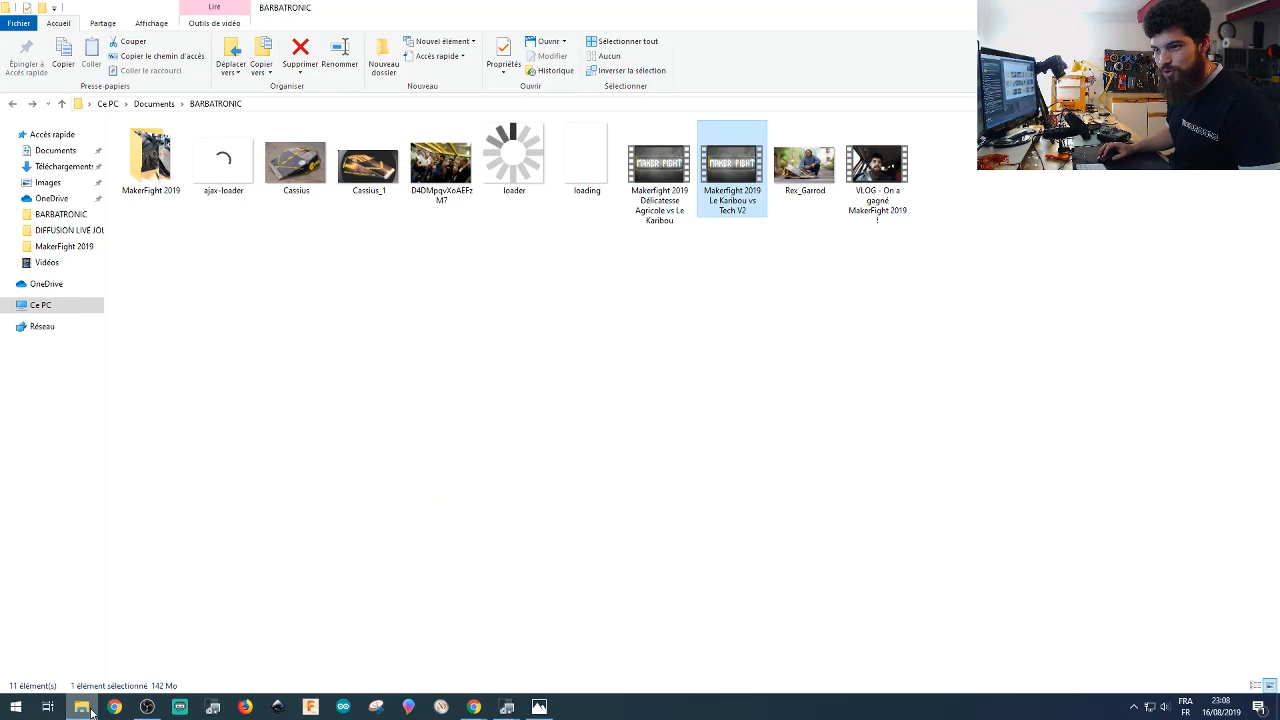 Lire
BARBATRONIC
Fichier
Accueil
Partage
Affichage
Outils de vidéo
Épingler à
Accès rapide
Copier
Coller
Couper
Copier le chemin d'accès
Coller le raccourci
Presse-papiers
Déplacer
vers
Copier
vers
Supprimer
Renommer
Organiser
Nouveau
dossier
Nouvel élément
Accès rapide
Nouveau
Propriétés
Ouvrir
Modifier
Historique
Ouvrir
Sélectionner tout
Aucun
Inverser la sélection
Sélectionner
Ce PC
Documents
BARBATRONIC
Accès rapide
Documents
Téléchargements
Images
OneDrive
BARBATRONIC
DIFFUSION LIVE JOU
MakerFight 2019
Vidéos
OneDrive
Ce PC
Réseau
MakerFight 2019
ajax-loader
Cassius
Cassius_1
D4DMpqvXoAEFz
M7
loader
loading
MAKER FIGHT
Makerfight 2019
Délicatesse
Agricole vs Le
Karibou
MAKER FIGHT
Makerfight 2019
Le Karibou vs
Tech V2
Rex_Garrod
VLOG - On a
gagné
MakerFight 2019
!
11 élément(s)
1 élément sélectionné 142 Mo
FRA
FR
23:08
16/08/2019